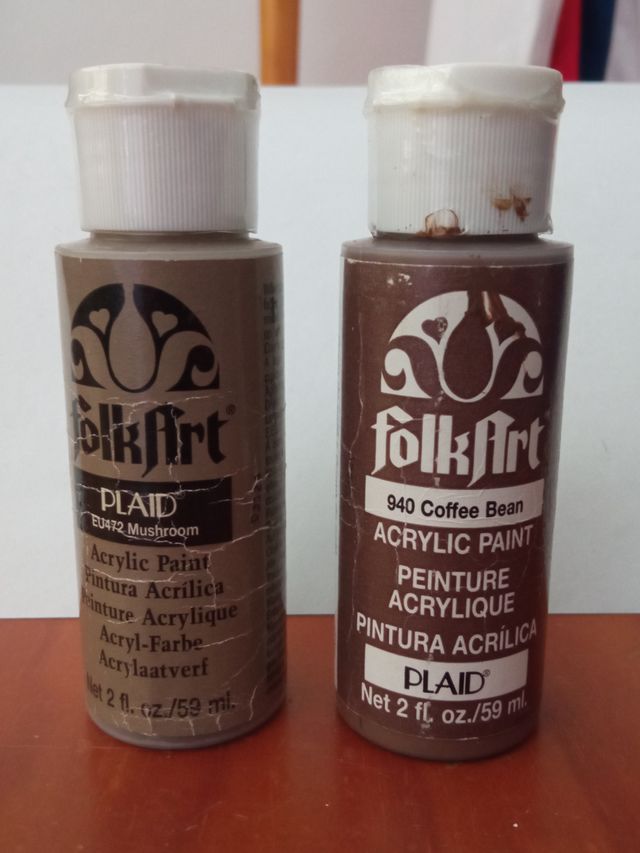 folkArt®
PLAID
EU472 Mushroom
Acrylic Paint
Pintura Acrílica
Peinture Acrylique
Acryl-Farbe
Acrylaatverf
Net 2 fl. oz./59 ml.
folkArt
940 Coffee Bean
ACRYLIC PAINT
PEINTURE
ACRYLIQUE
PINTURA ACRÍLICA
PLAID®
Net 2 fl. oz./59 ml.